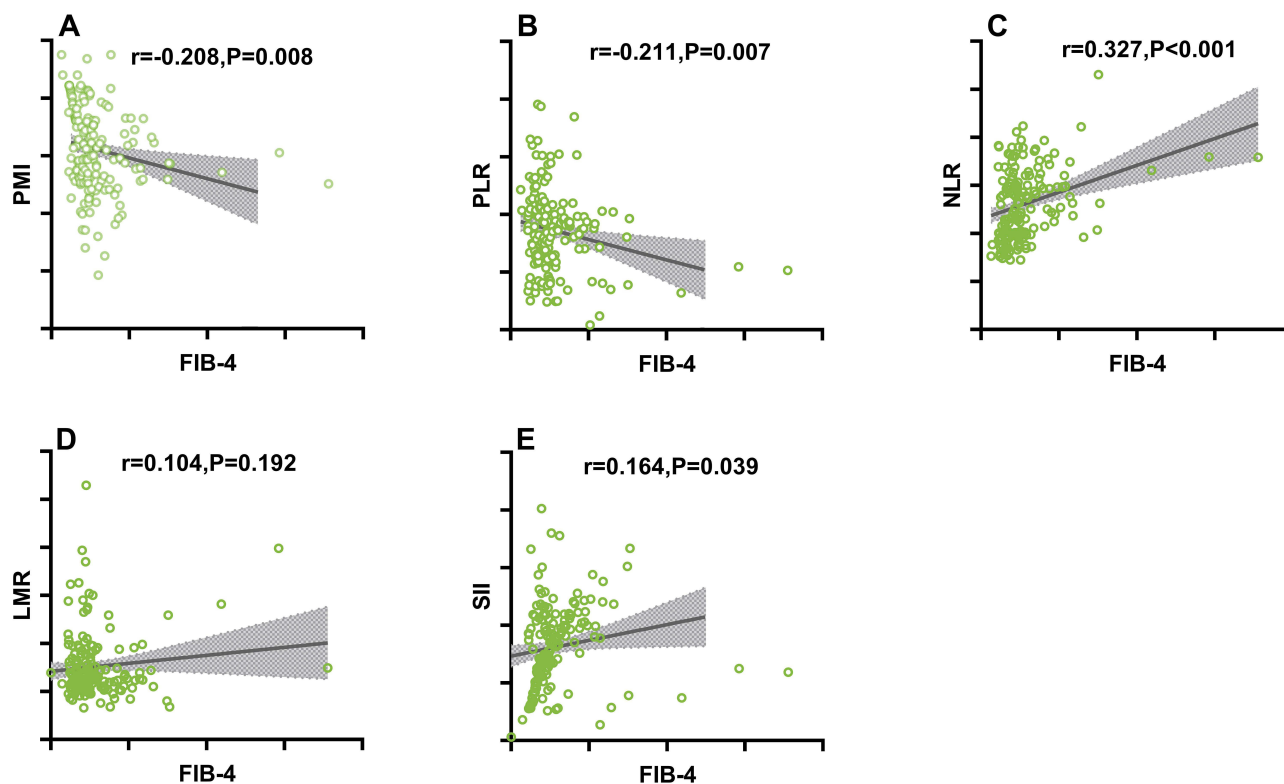 A
r=-0.208,P=0.008
PMI
FIB-4
B
r=-0.211,P=0.007
PLR
FIB-4
C
r=0.327,P<0.001
NLR
FIB-4
D
r=0.104,P=0.192
LMR
FIB-4
E
r=0.164,P=0.039
SII
FIB-4